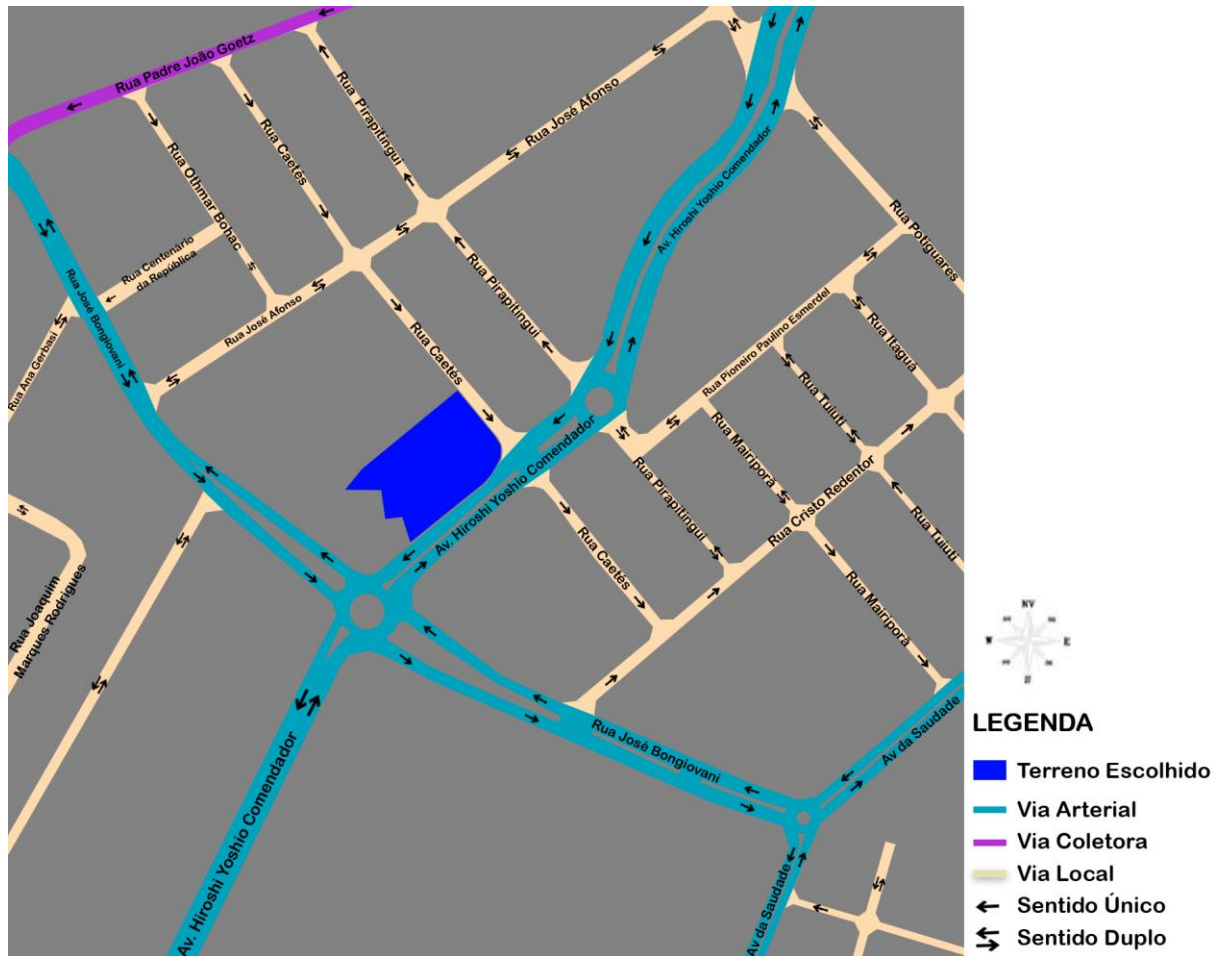 Rua Padre João Goetz
Rua Pirapitingui
Rua José Afonso
Rua Caetés
Rua Othmar Bohac
Av. Hiroshi Yoshio Comendador
Rua Potiguares
Rua Centenário
da República
Rua José Bongiovani
Rua Ana Gerbasi
Rua José Afonso
Rua Pirapitingui
Rua Caetés
Rua Pioneiro Paulino Esmerdel
Rua Itaguá
Rua Tuiuti
Rua Mairiporã
Av. Hiroshi Yoshio Comendador
Rua Pirapitingui
Rua Cristo Redentor
Rua Tuiuti
Rua Caetés
Rua Joaquim
Marques Rodrigues
Rua Mairiporã
Rua José Bongiovani
Av da Saudade
Av. Hiroshi Yoshio Comendador
Av da Saudade
NV
W
E
S
LEGENDA
Terreno Escolhido
Via Arterial
Via Coletora
Via Local
Sentido Único
Sentido Duplo